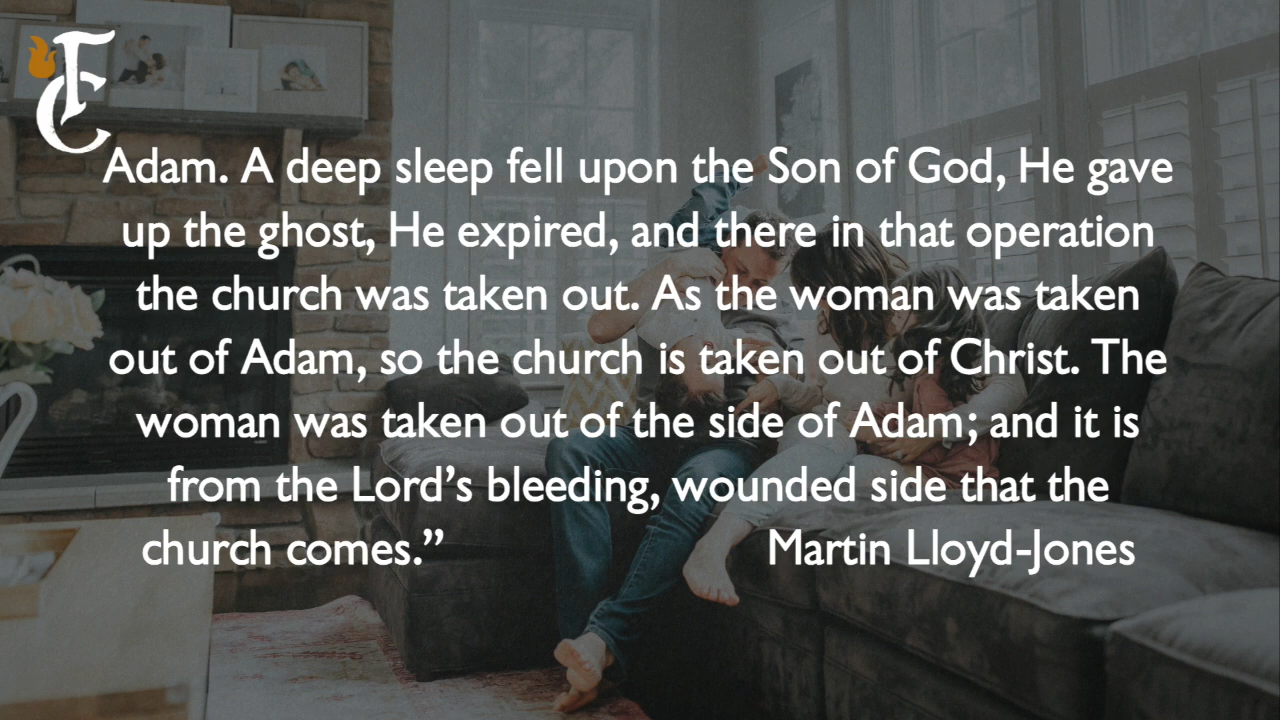 FC
Adam. A deep sleep fell upon the Son of God, He gave
up the ghost, He expired, and there in that operation
the church was taken out. As the woman was taken
out of Adam, so the church is taken out of Christ. The
woman was taken out of the side of Adam; and it is
from the Lord’s bleeding, wounded side that the
church comes.” Martin Lloyd-Jones